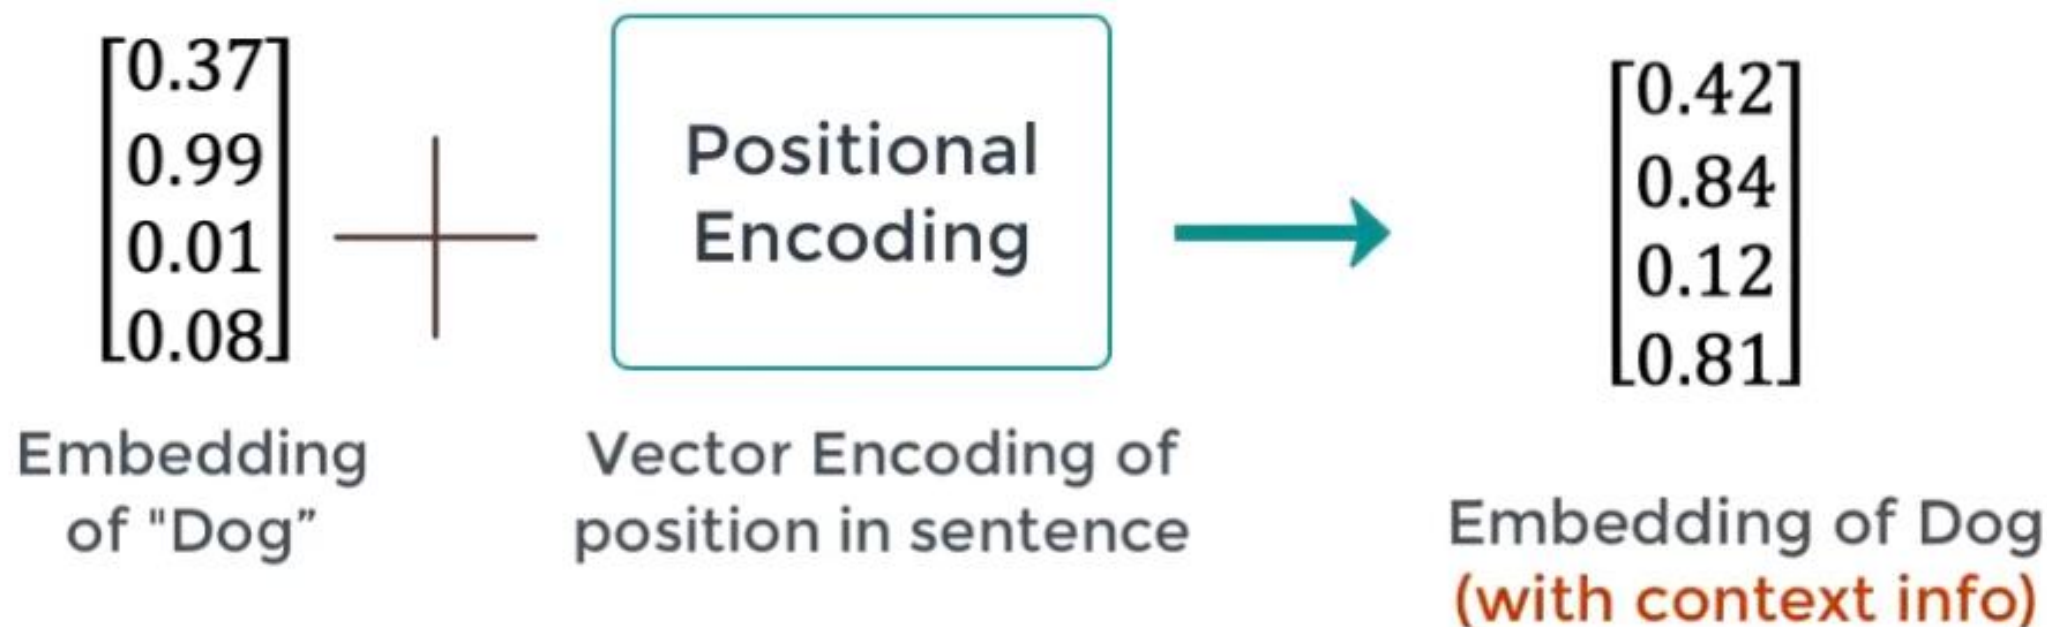 [0.37]
0.99
0.01
[0.08]
Embedding
of "Dog”
Positional
Encoding
Vector Encoding of
position in sentence
[0.42]
0.84
0.12
[0.81]
Embedding of Dog
(with context info)